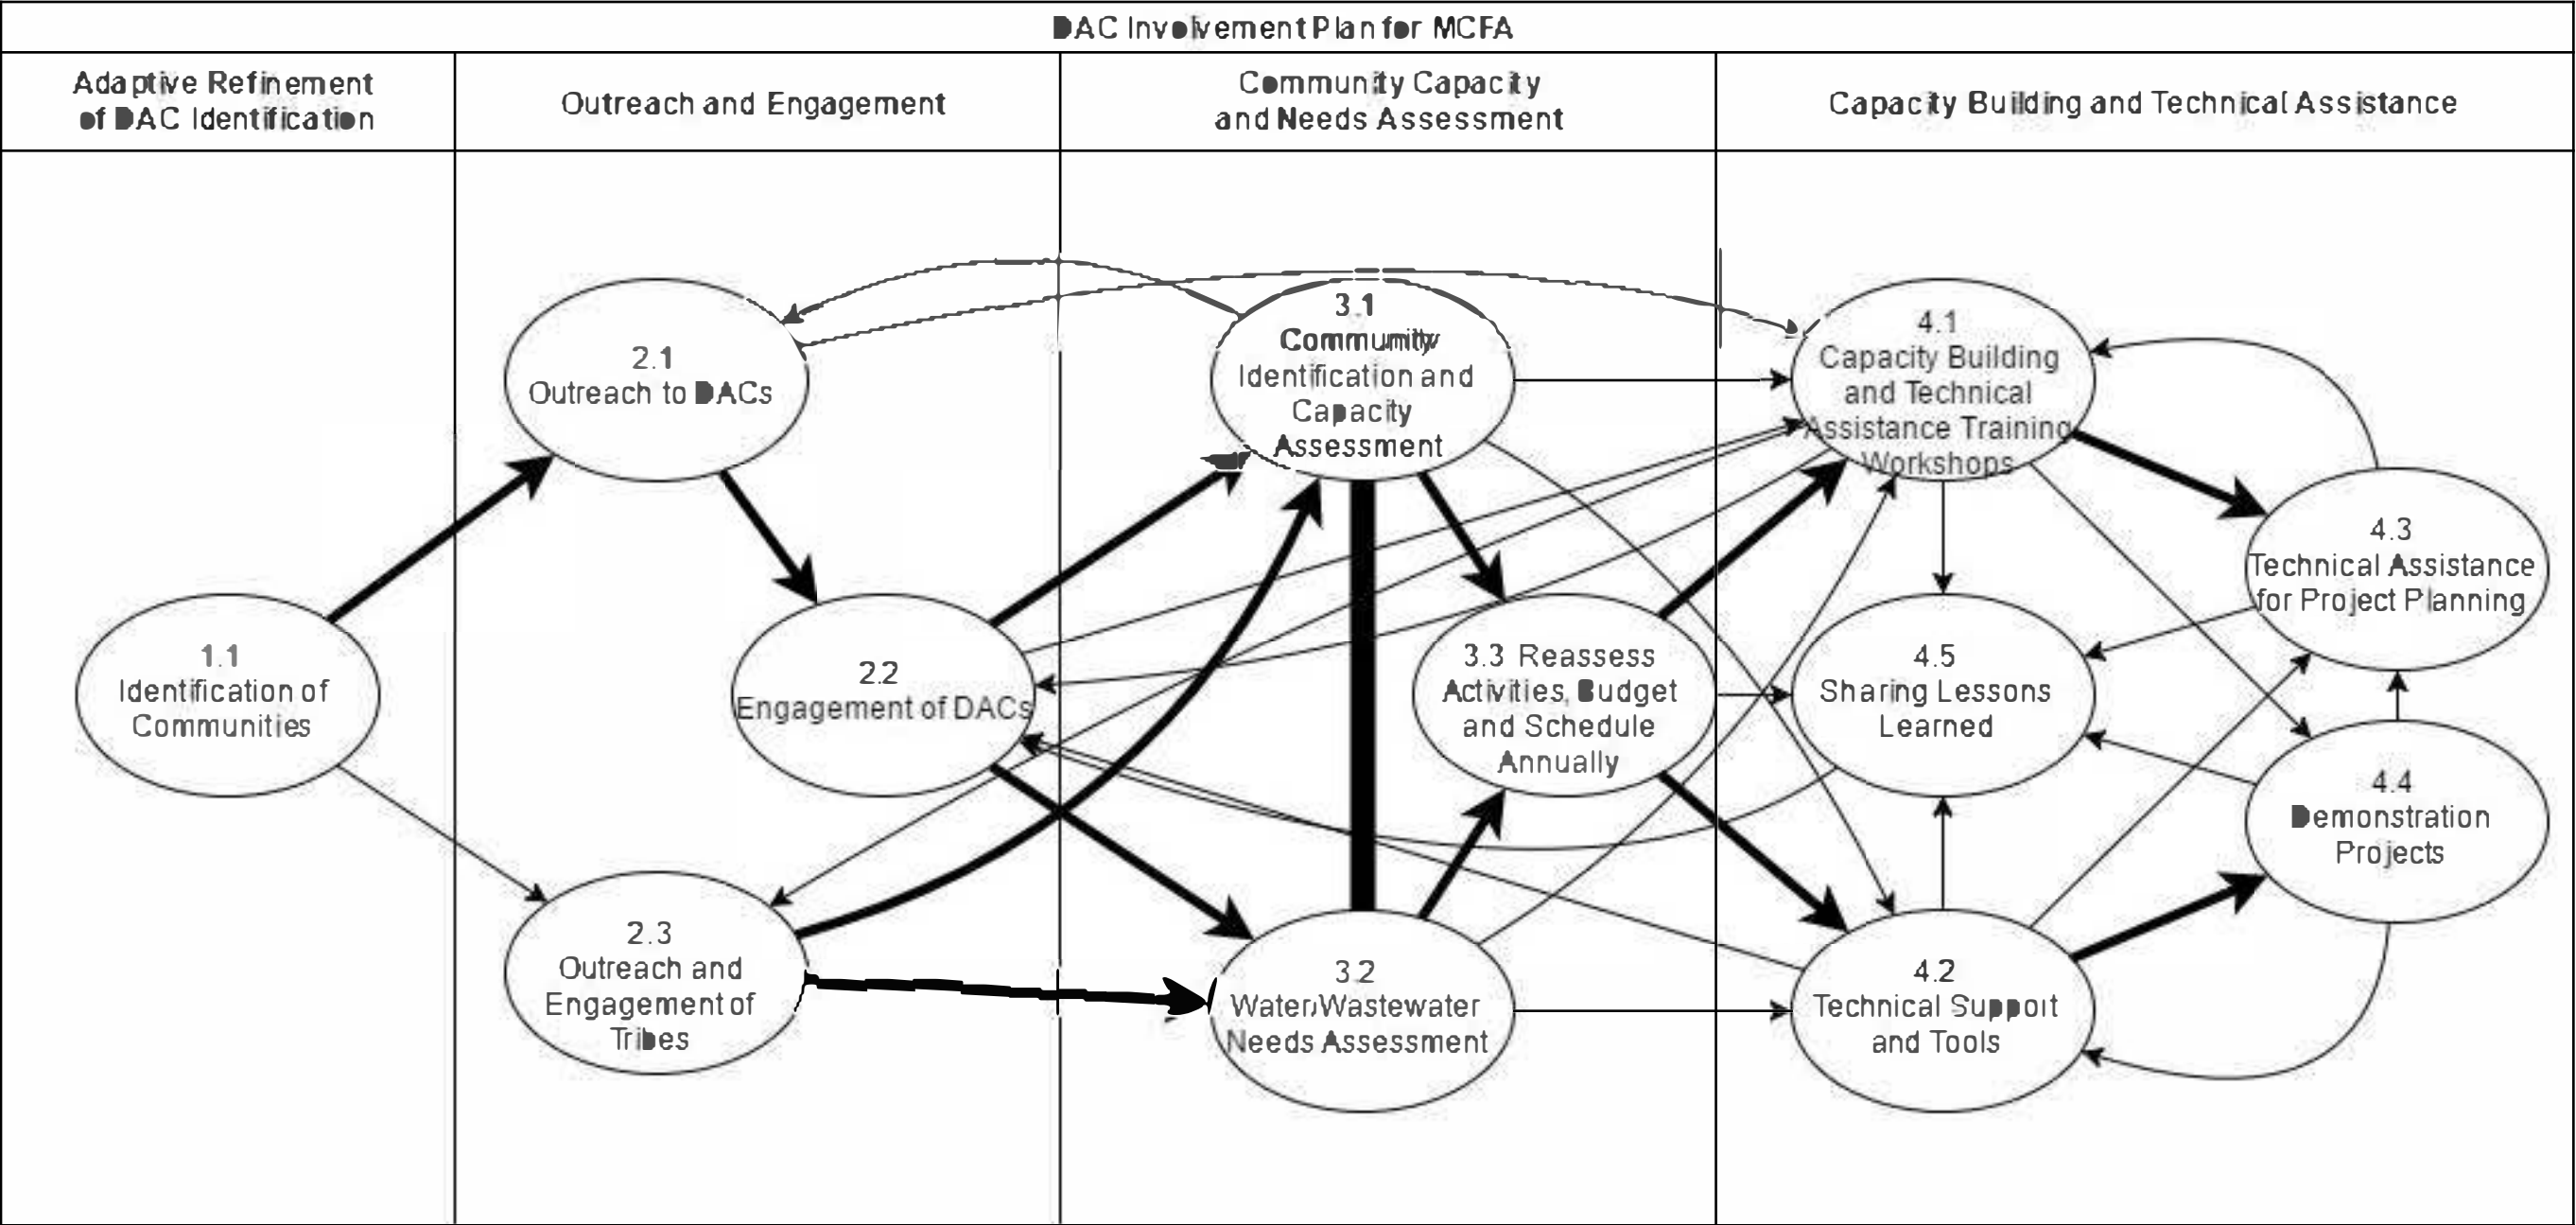 DAC Involvement Plan for MCFA
Adaptive Refinement
of DAC Identification
Outreach and Engagement
Community Capacity
and Needs Assessment
Capacity Building and Technical Assistance
1.1
Identification of
Communities
2.1
Outreach to DACs
2.2
Engagement of DACs
2.3
Outreach and
Engagement of
Tribes
3.1
Community
Identification and
Capacity
Assessment
3.2
Water/Wastewater
Needs Assessment
3.3 Reassess
Activities, Budget
and Schedule
Annually
4.1
Capacity Building
and Technical
Assistance Training
Workshops
4.2
Technical Support
and Tools
4.3
Technical Assistance
for Project Planning
4.4
Demonstration
Projects
4.5
Sharing Lessons
Learned